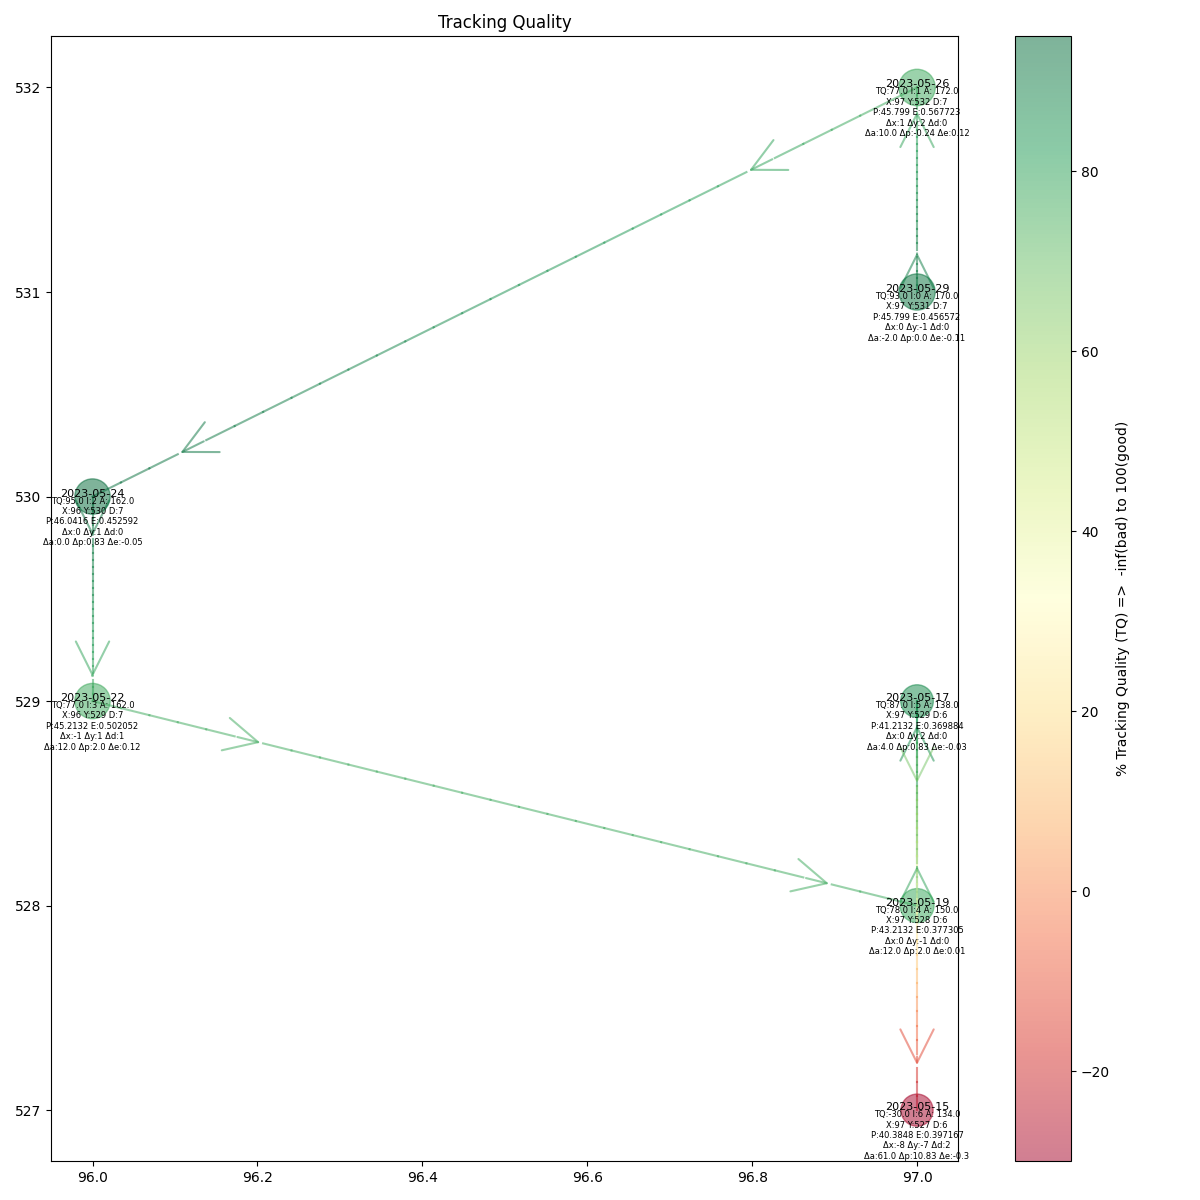 Tracking Quality
532
531
530
529
528
527
96.0 96.2 96.4 96.6 96.8 97.0
2023-05-26
TQ:77.0 I:1 A: 172.0
X:97 Y:532 D:7
P:45.799 E:0.567723
Δx:1 Δy:2 Δd:0
Δa:10.0 Δp:-0.24 Δe:0.12
2023-05-29
TQ:93.0 I:0 A: 170.0
X:97 Y:531 D:7
P:45.799 E:0.456572
Δx:0 Δy:-1 Δd:0
Δa:-2.0 Δp:0.0 Δe:-0.11
2023-05-24
TQ:95.0 I:2 A: 162.0
X:96 Y:530 D:7
P:46.0416 E:0.452592
Δx:0 Δy:1 Δd:0
Δa:0.0 Δp:0.83 Δe:-0.05
2023-05-22
TQ:77.0 I:3 A: 162.0
X:96 Y:529 D:7
P:45.2132 E:0.502052
Δx:-1 Δy:1 Δd:1
Δa:12.0 Δp:2.0 Δe:0.12
2023-05-17
TQ:87.0 I:5 A: 138.0
X:97 Y:529 D:6
P:41.2132 E:0.369884
Δx:0 Δy:2 Δd:0
Δa:4.0 Δp:0.83 Δe:-0.03
2023-05-19
TQ:78.0 I:4 A: 150.0
X:97 Y:528 D:6
P:43.2132 E:0.377305
Δx:0 Δy:-1 Δd:0
Δa:12.0 Δp:2.0 Δe:0.01
2023-05-15
TQ:-30.0 I:6 A: 134.0
X:97 Y:527 D:6
P:40.3848 E:0.397167
Δx:-8 Δy:-7 Δd:2
Δa:61.0 Δp:10.83 Δe:-0.3
80
60
40
20
0
−20
% Tracking Quality (TQ) => -inf(bad) to 100(good)